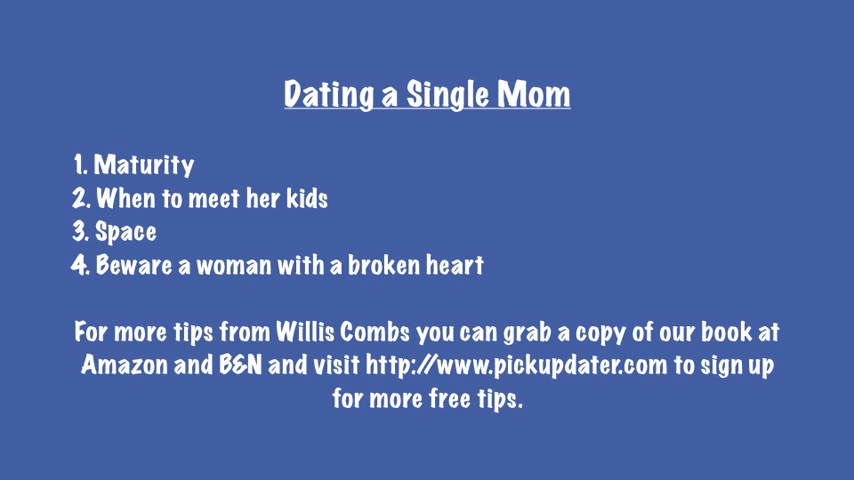 Dating a Single Mom
1. Maturity
2. When to meet her kids
3. Space
4. Beware a woman with a broken heart
For more tips from Willis Combs you can grab a copy of our book at
Amazon and B&N and visit http://www.pickupdater.com to sign up
for more free tips.